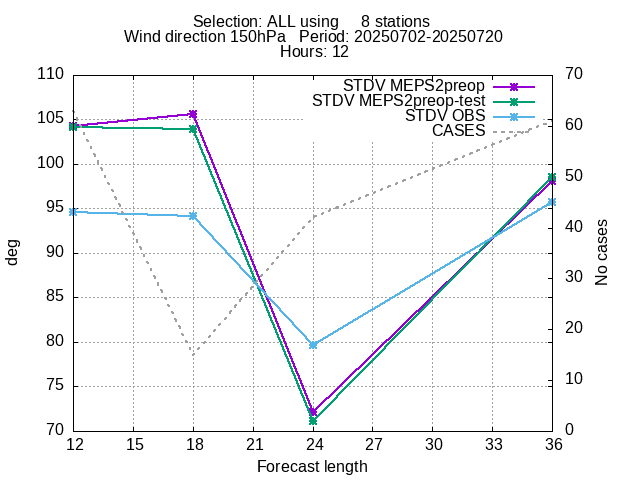 Selection: ALL using     8 stations
Wind direction 150hPa   Period: 20250702-20250720
Hours: 12
110
105
100
95
90
85
80
75
70
70
60
50
40
30
20
10
0
STDV MEPS2preop
STDV MEPS2preop-test
STDV OBS
CASES
deg
No cases
12 15 18 21 24 27 30 33 36
Forecast length